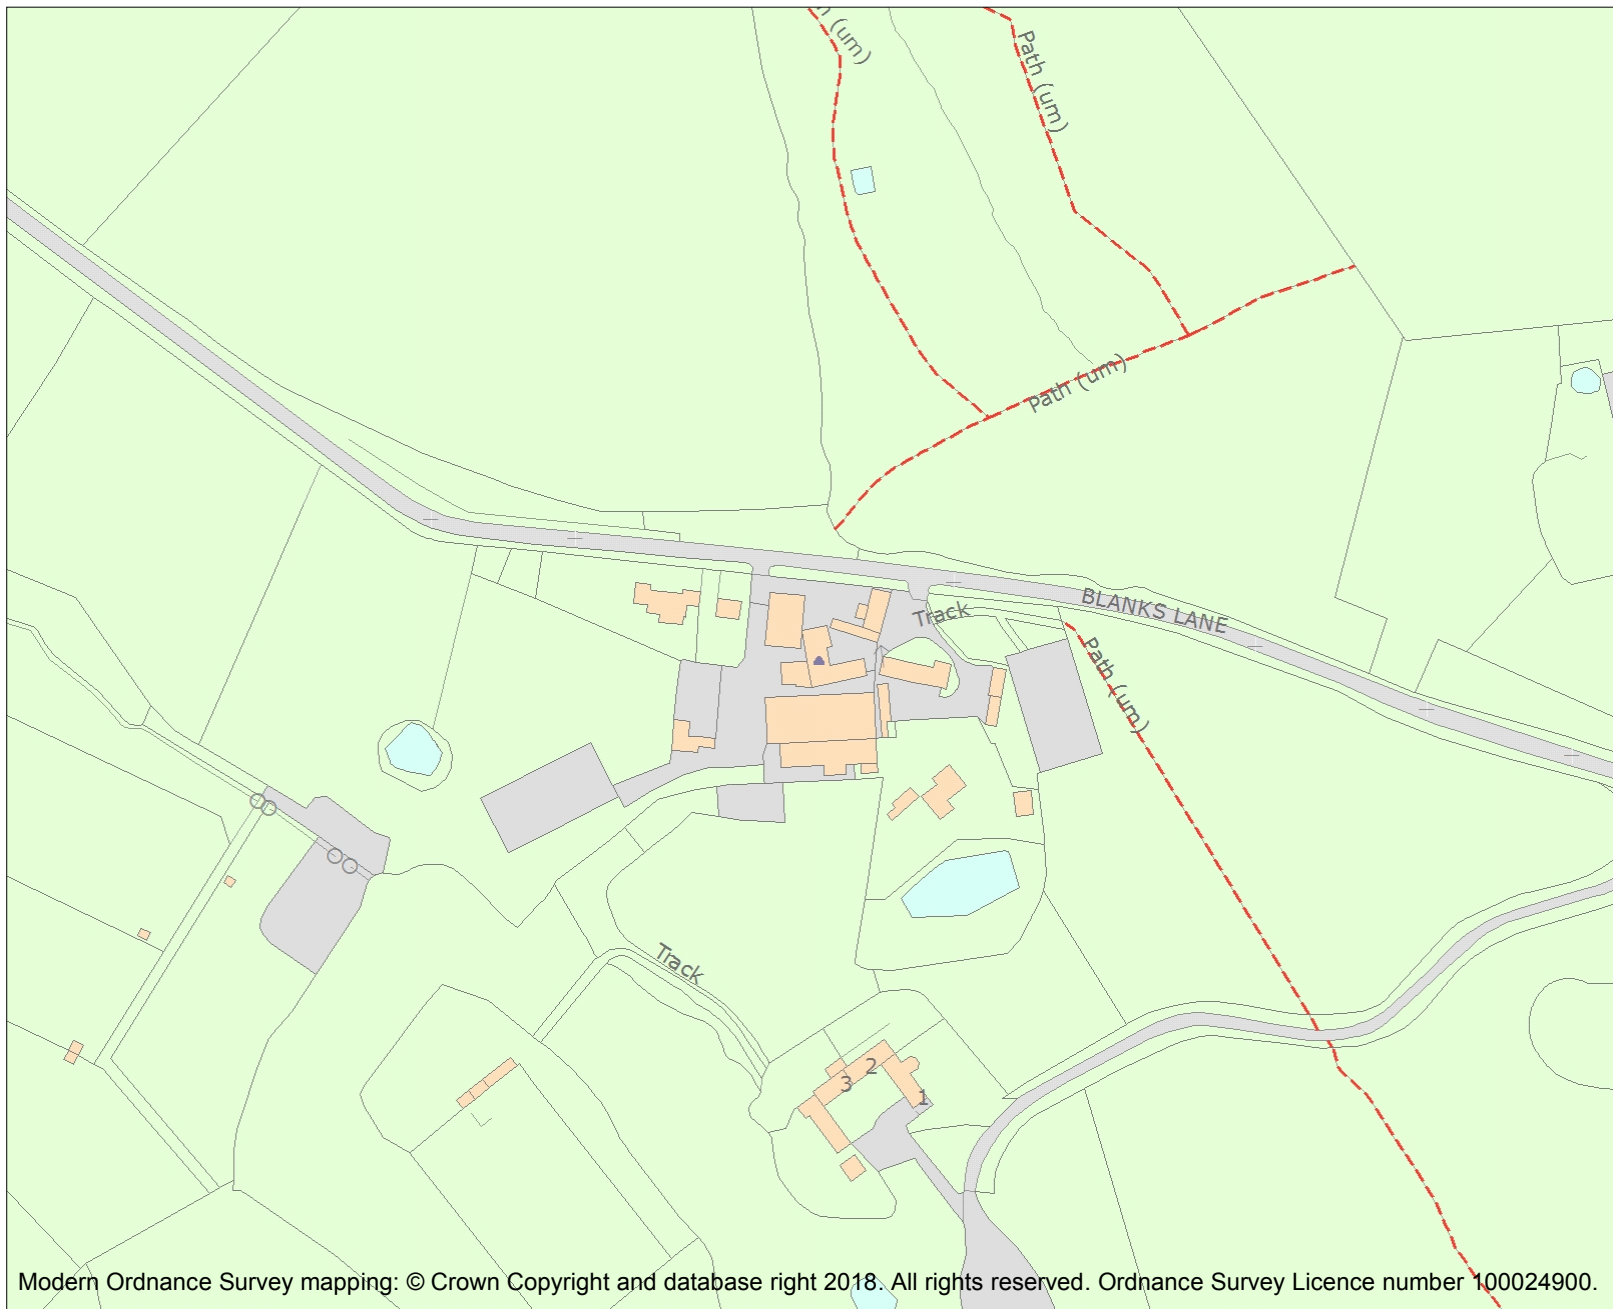 (um)
Path (um)
Path (um)
BLANKS LANE
Track
Path (um)
Track
2
3
1
Modern Ordnance Survey mapping: © Crown Copyright and database right 2018. All rights reserved. Ordnance Survey Licence number 100024900.